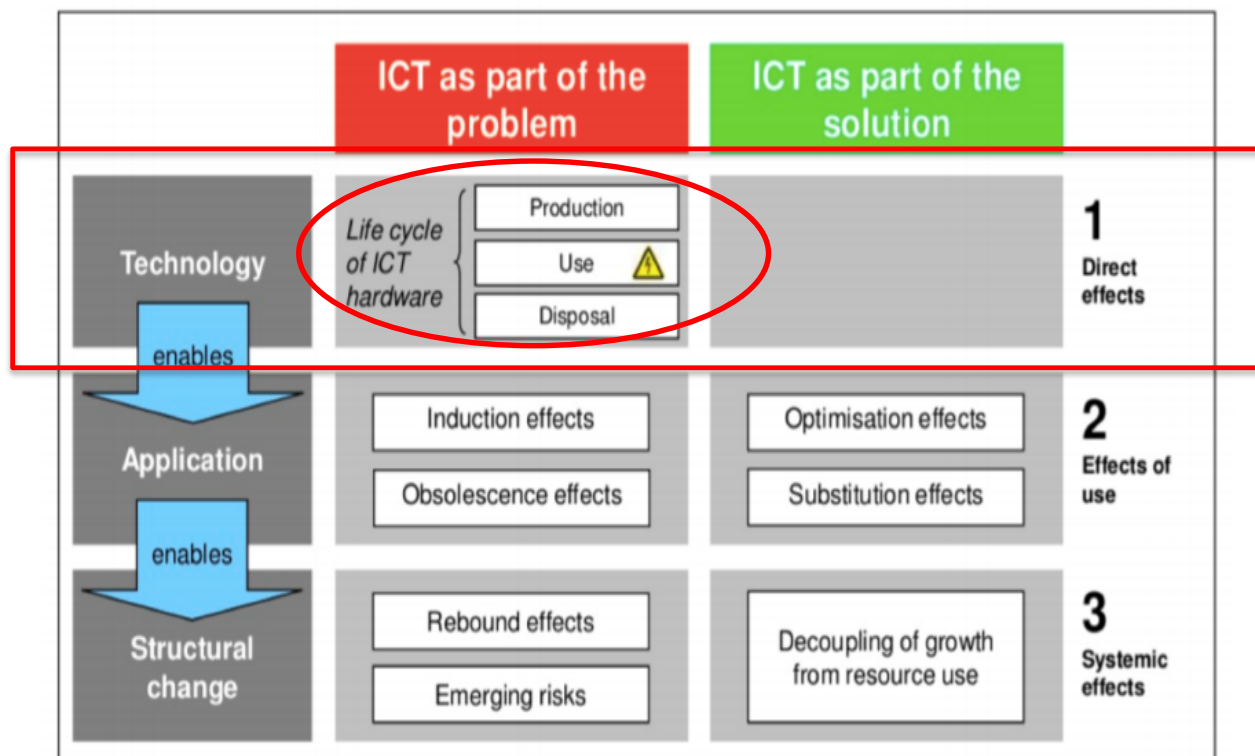 ICT as part of the
problem
ICT as part of the
solution
Technology
Life cycle
of ICT
hardware
Production
Use
Disposal
1
Direct
effects
enables
Application
Induction effects
Obsolescence effects
Optimisation effects
Substitution effects
2
Effects of
use
enables
Structural
change
Rebound effects
Emerging risks
Decoupling of growth
from resource use
3
Systemic
effects